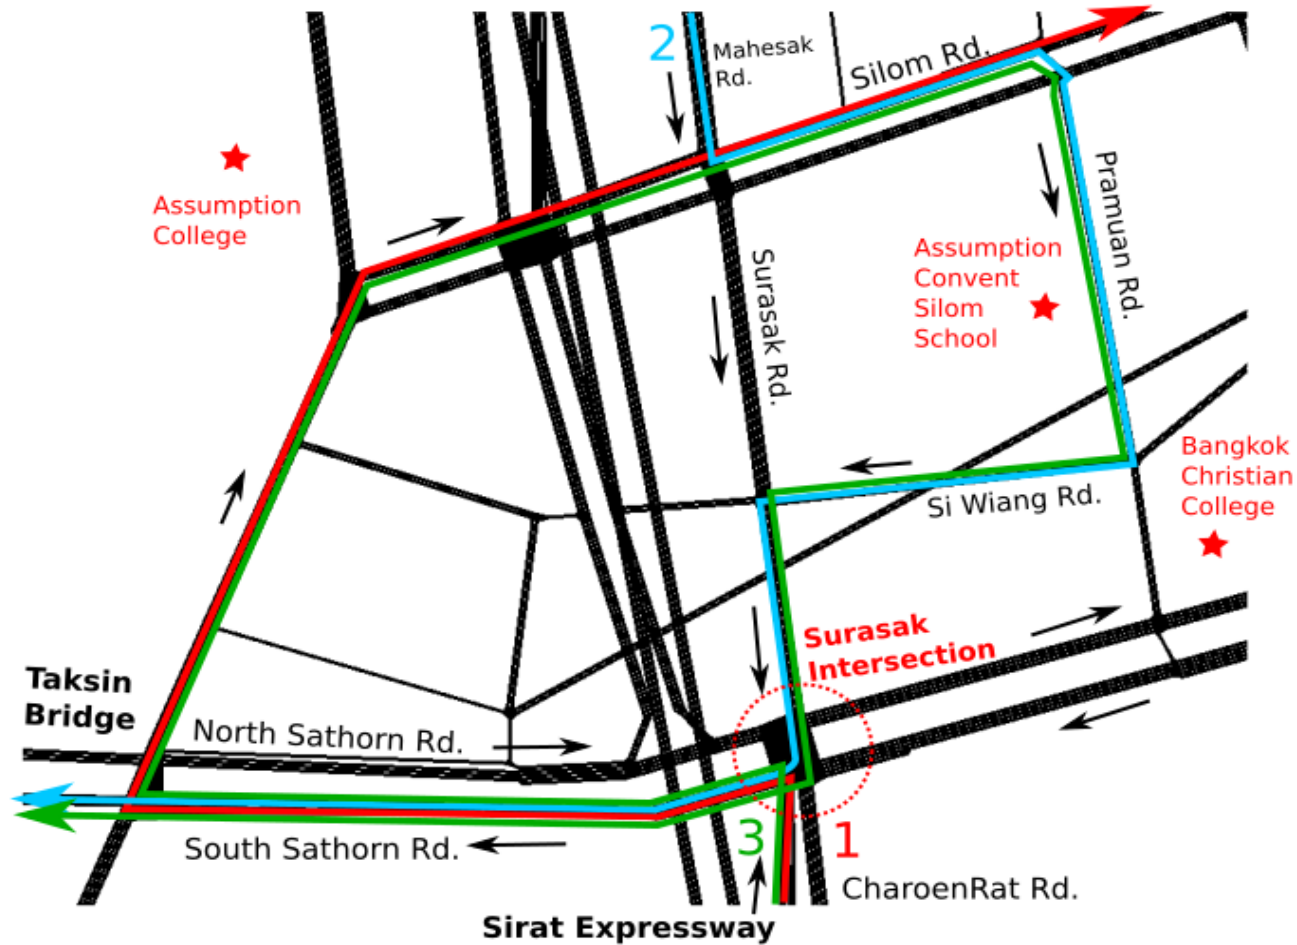 2
Mahesak
Rd.
Silom Rd.
Assumption
College
Pramuan Rd.
Assumption
Convent
Silom
School
Surasak Rd.
Bangkok
Christian
College
Si Wiang Rd.
Surasak
Intersection
Taksin
Bridge
North Sathorn Rd.
South Sathorn Rd.
3
1
CharoenRat Rd.
Sirat Expressway